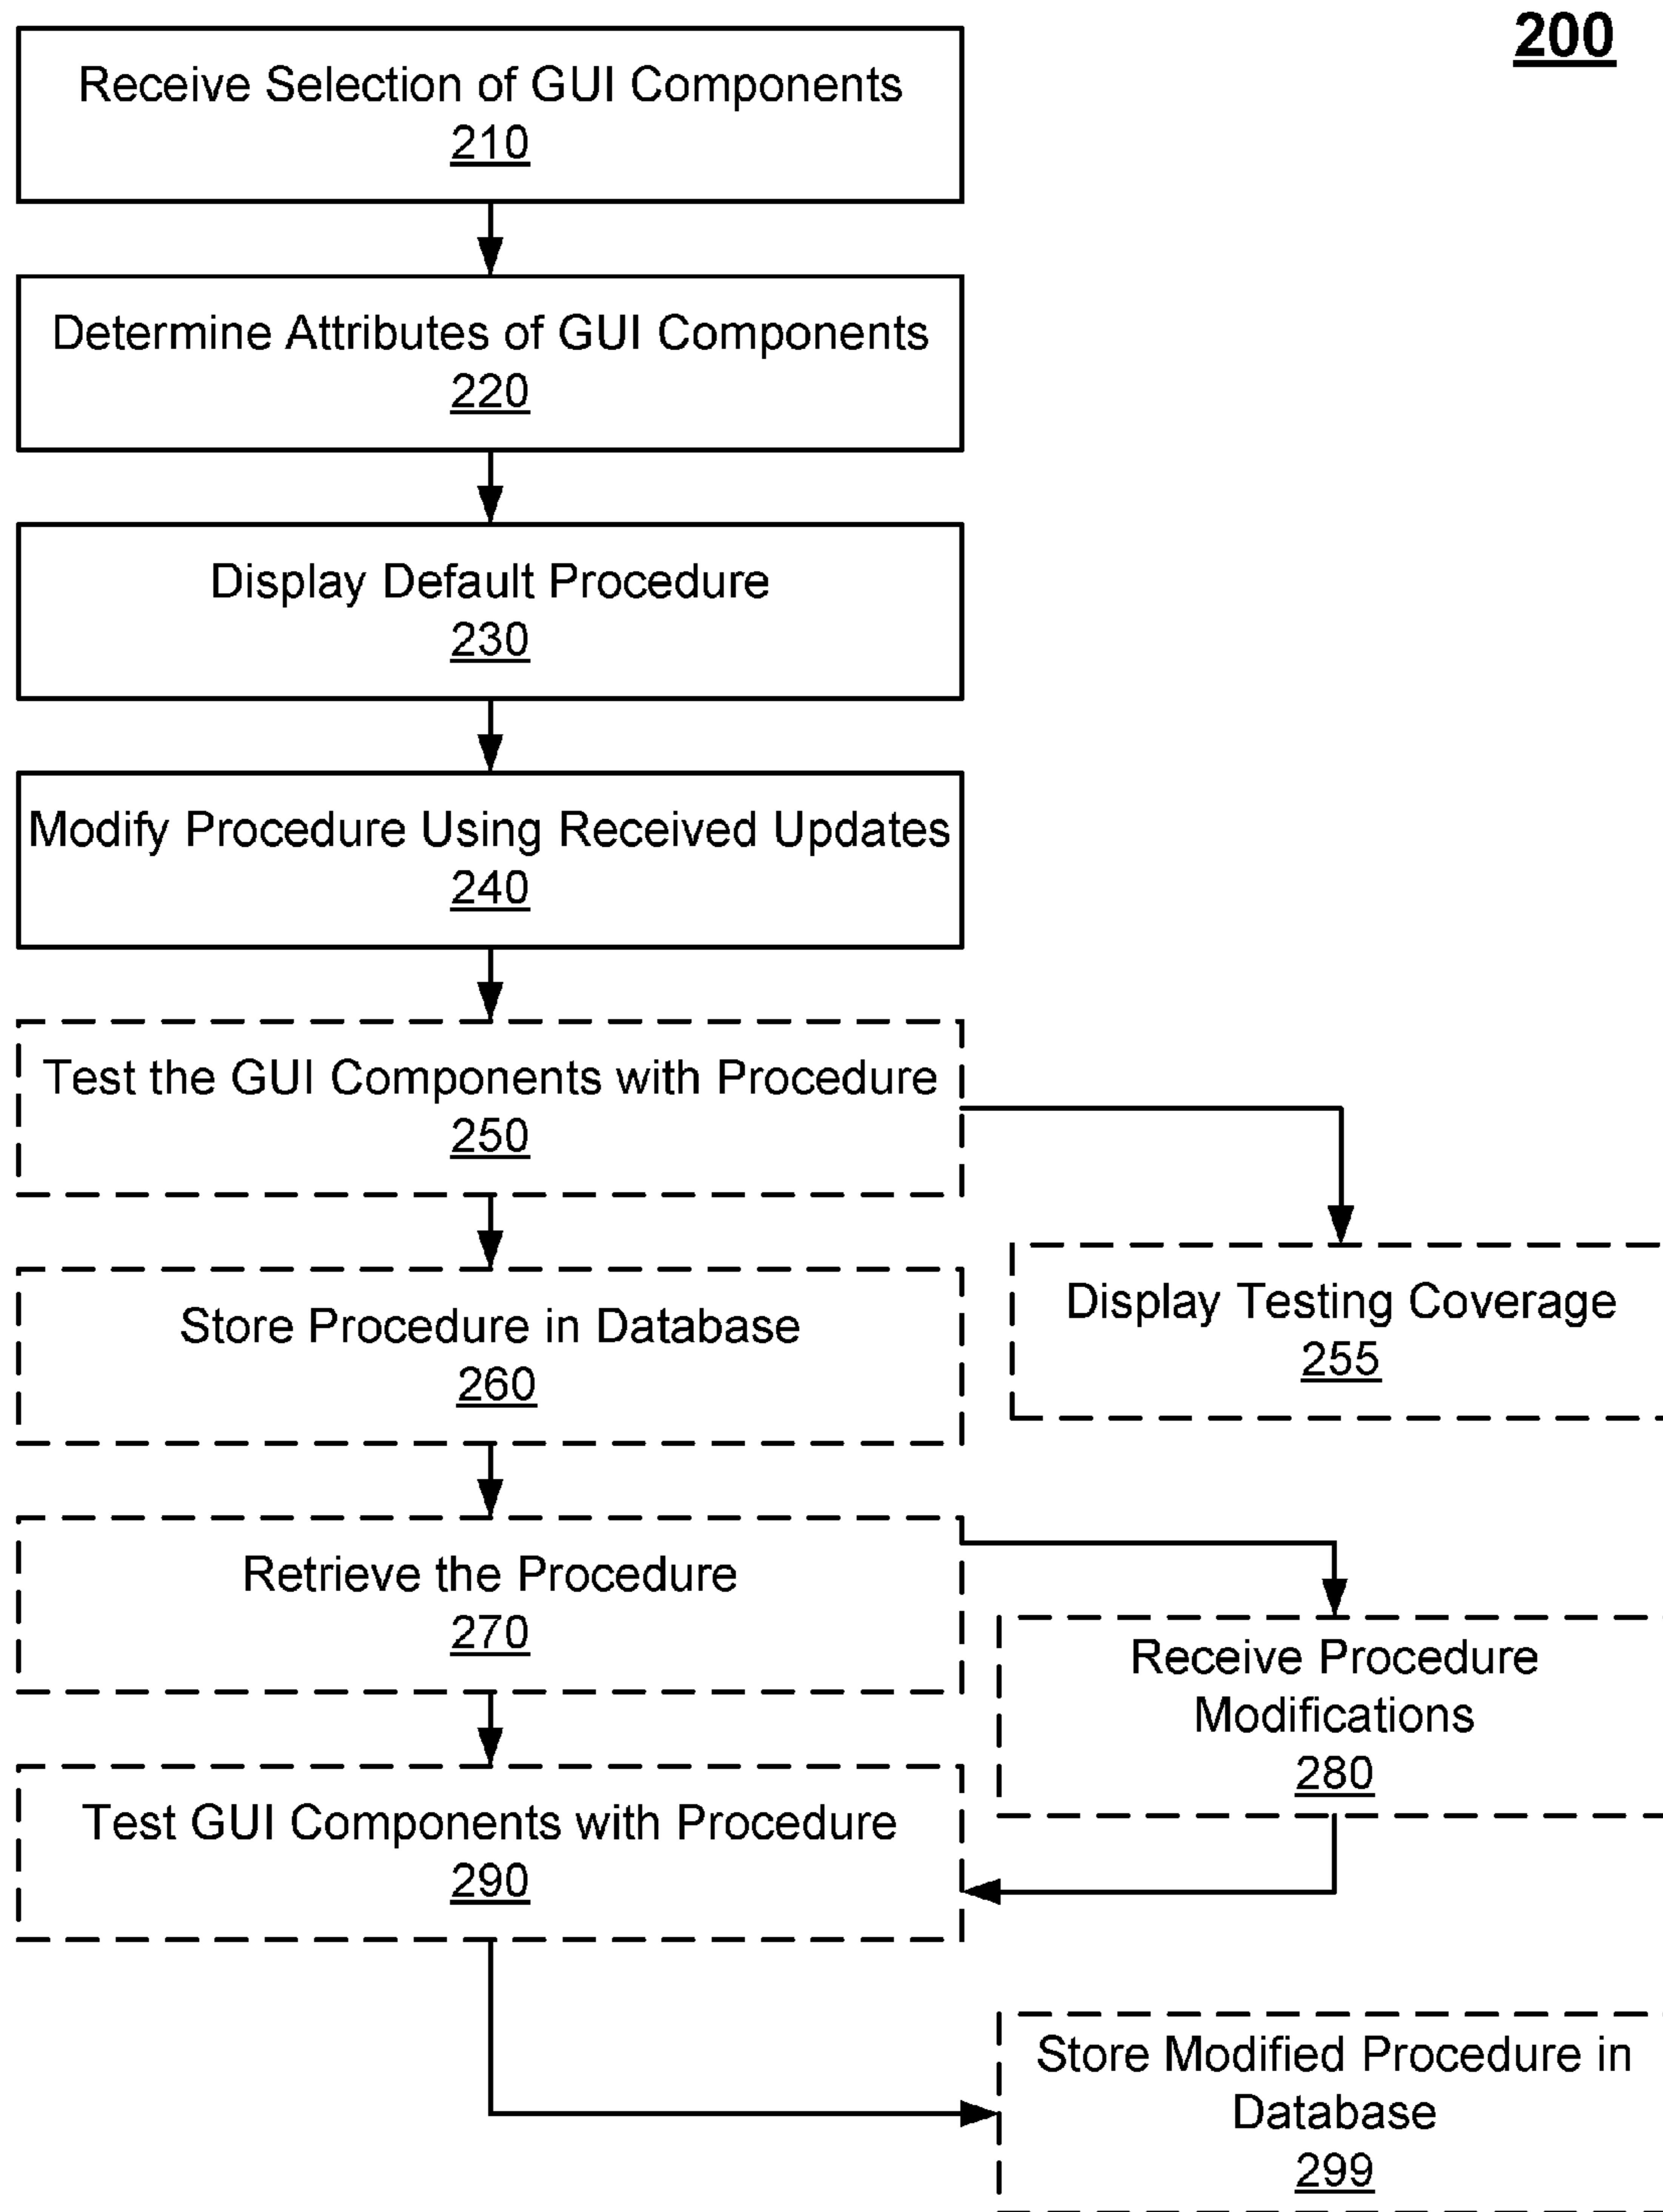 200
Receive Selection of GUI Components
210
Determine Attributes of GUI Components
220
Display Default Procedure
230
Modify Procedure Using Received Updates
240
Test the GUI Components with Procedure
250
Display Testing Coverage
255
Store Procedure in Database
260
Retrieve the Procedure
270
Receive Procedure
Modifications
280
Test GUI Components with Procedure
290
Store Modified Procedure in
Database
299